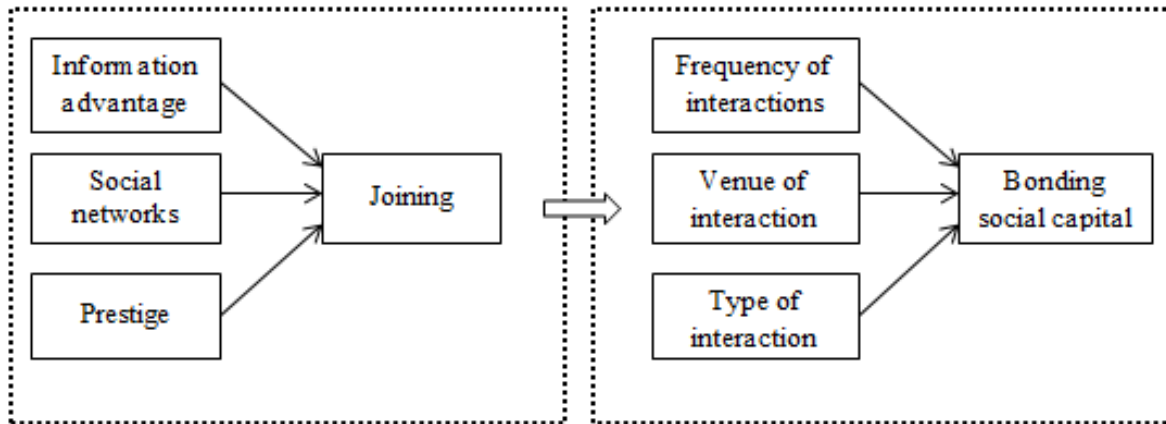 Information
advantage
Social
networks
Prestige
Joining
Frequency of
interactions
Venue of
interaction
Type of
interaction
Bonding
social capital